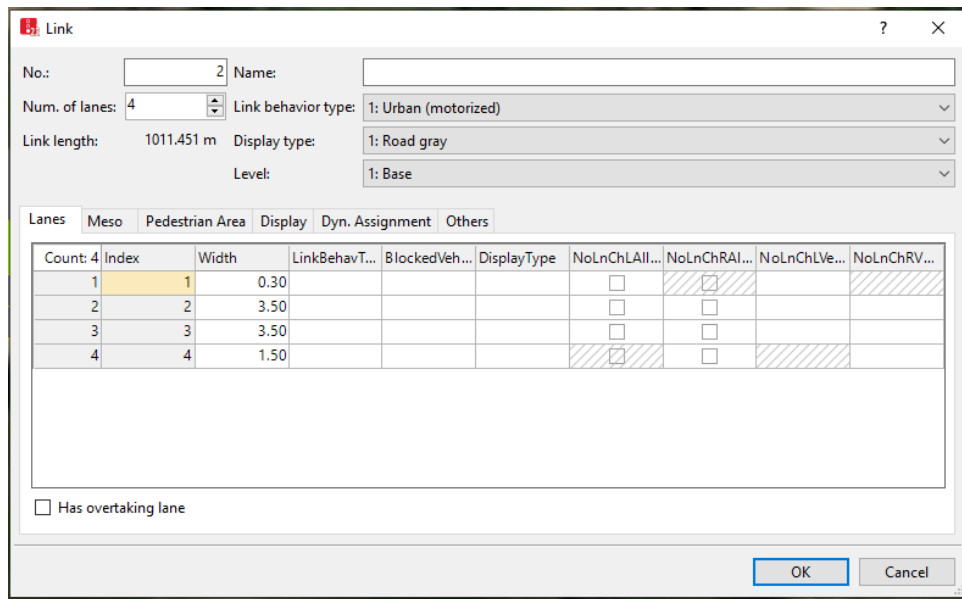 Link ?
No.: 2 Name:
Num. of lanes: 4 Link behavior type: 1: Urban (motorized)
Link length: 1011.451 m Display type: 1: Road gray
Level: 1: Base
Lanes Meso Pedestrian Area Display Dyn. Assignment Others
Count: 4 Index Width LinkBehavT... BlockedVeh... DisplayType NoLnChLAll... NoLnChRAl... NoLnChLVe... NoLnChRV...
1 1 0.30
2 2 3.50
3 3 3.50
4 4 1.50
Has overtaking lane
OK Cancel